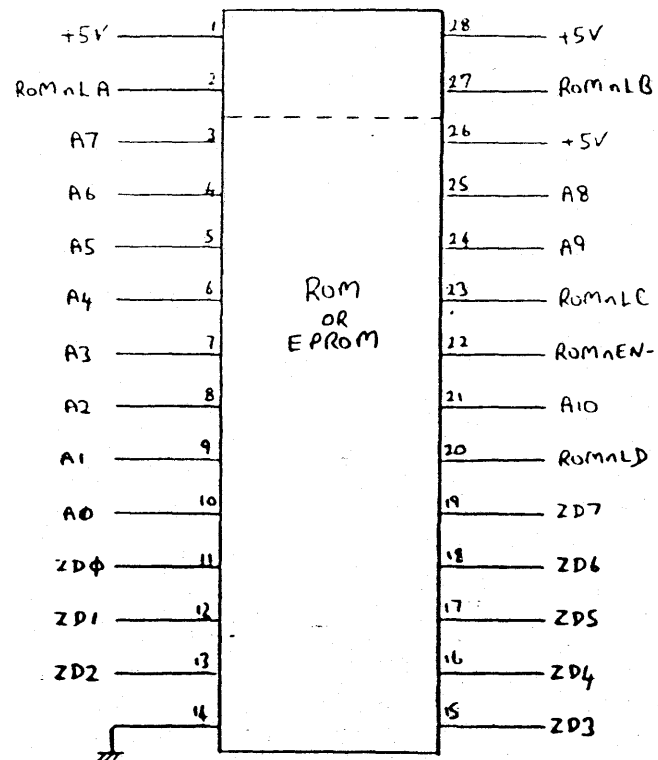 +5V 1 28 +5V
ROMnLA 2 27 ROMnLB
A7 3 26 +5V
A6 4 25 A8
A5 5 24 A9
A4 6 23 ROMnLC
ROM
OR
EPROM
A3 7 22 ROMnEN-
A2 8 21 A10
A1 9 20 ROMnLD
A0 10 19 ZD7
ZDϕ 11 18 ZD6
ZD1 12 17 ZD5
ZD2 13 16 ZD4
14 15 ZD3